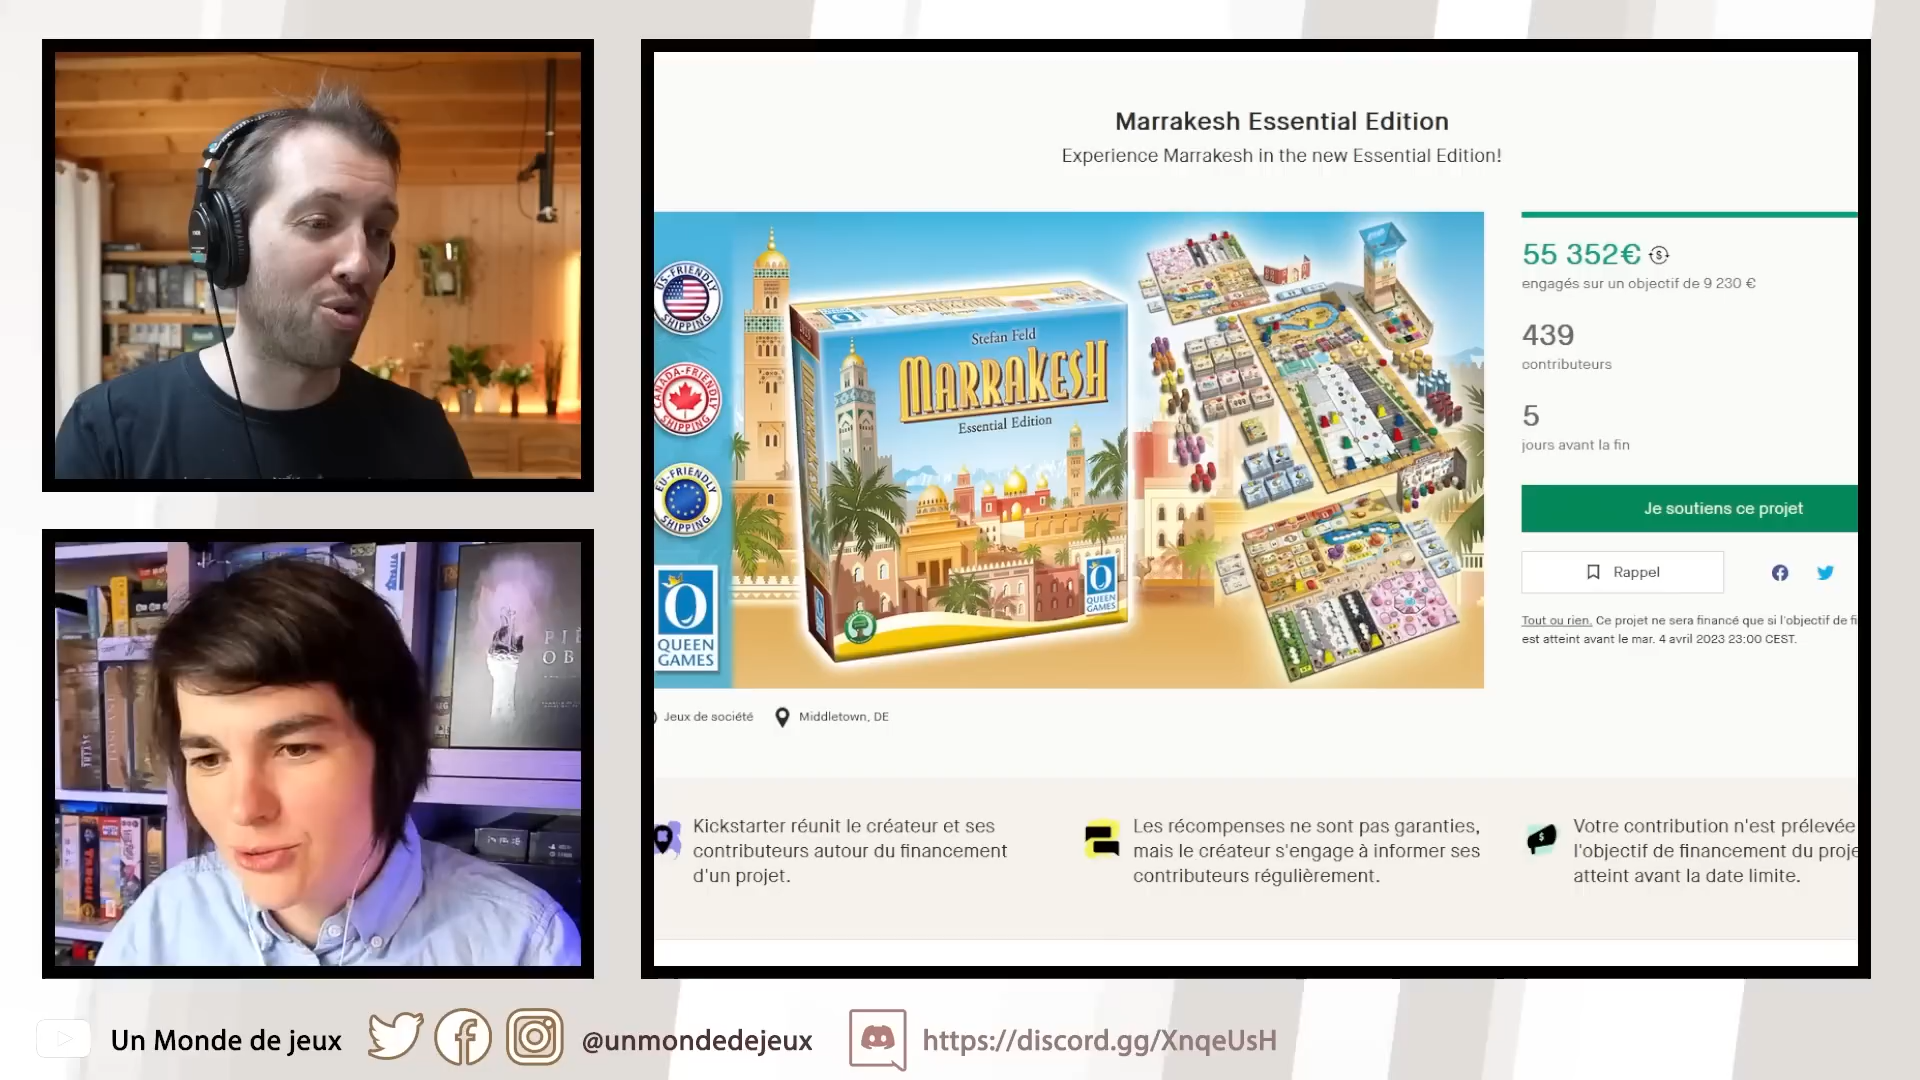 Marrakesh Essential Edition
Experience Marrakesh in the new Essential Edition!
US-FRIENDLY
SHIPPING
CANADA-FRIENDLY
SHIPPING
EU-FRIENDLY
SHIPPING
QUEEN
GAMES
Stefan Feld
MARRAKESH
Essential Edition
QUEEN
GAMES
55 352€
engagés sur un objectif de 9 230 €
439
contributeurs
5
jours avant la fin
Je soutiens ce projet
Rappel
Tout ou rien. Ce projet ne sera financé que si l'objectif de fi
est atteint avant le mar. 4 avril 2023 23:00 CEST.
Jeux de société
Middletown, DE
Kickstarter réunit le créateur et ses
contributeurs autour du financement
d'un projet.
Les récompenses ne sont pas garanties,
mais le créateur s'engage à informer ses
contributeurs régulièrement.
Votre contribution n'est prélevée
l'objectif de financement du proje
atteint avant la date limite.
Un Monde de jeux
@unmondedejeux
https://discord.gg/XnqeUsH